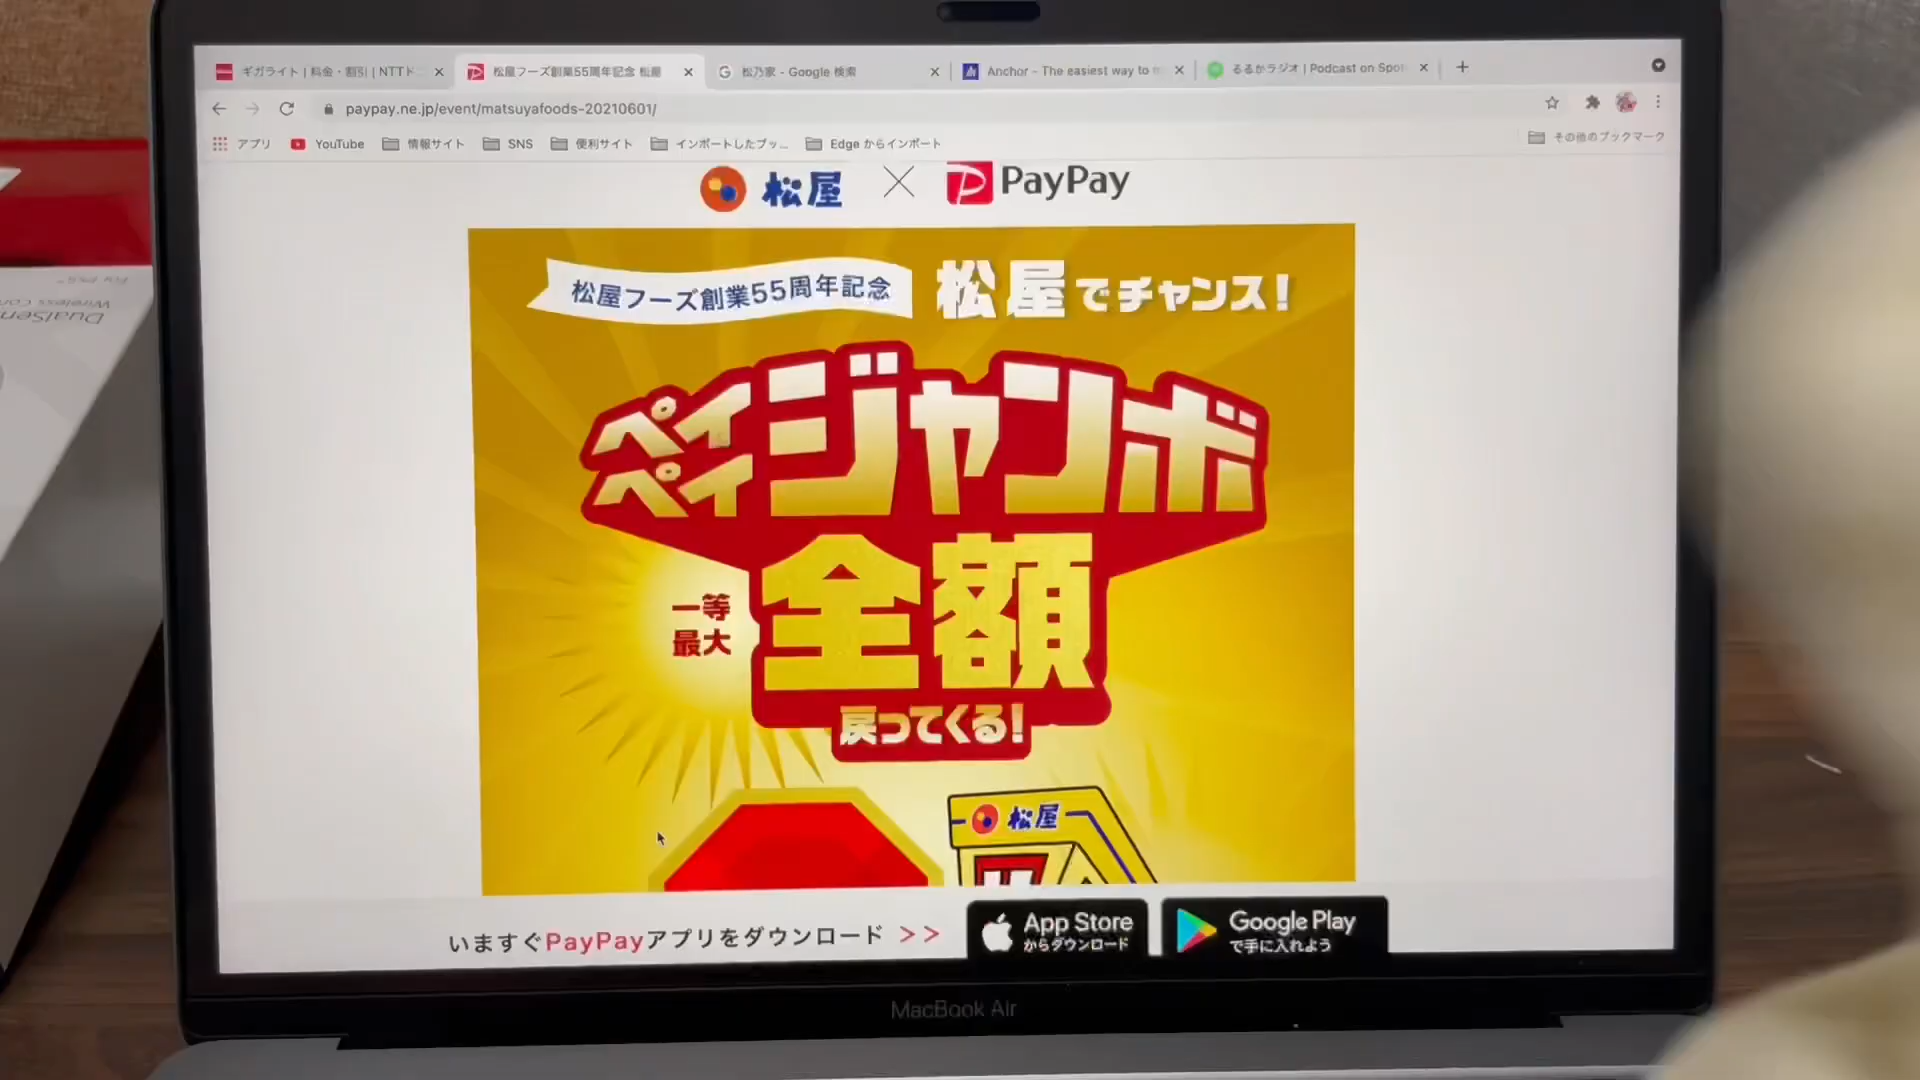 ギガライト | 料金・割引 | NTTド
松屋フーズ創業55周年記念 松屋
松乃家 - Google 検索
Anchor - The easiest way to m
るるかラジオ | Podcast on Spot
paypay.ne.jp/event/matsuyafoods-20210601/
アプリ
YouTube
情報サイト
SNS
便利サイト
インポートしたブッ...
Edge からインポート
その他のブックマーク
松屋
PayPay
松屋フーズ創業55周年記念
松屋でチャンス!
ペイペイジャンボ
一等
最大
全額
戻ってくる!
松屋
いますぐPayPayアプリをダウンロード >>
App Store
からダウンロード
Google Play
で手に入れよう
MacBook Air